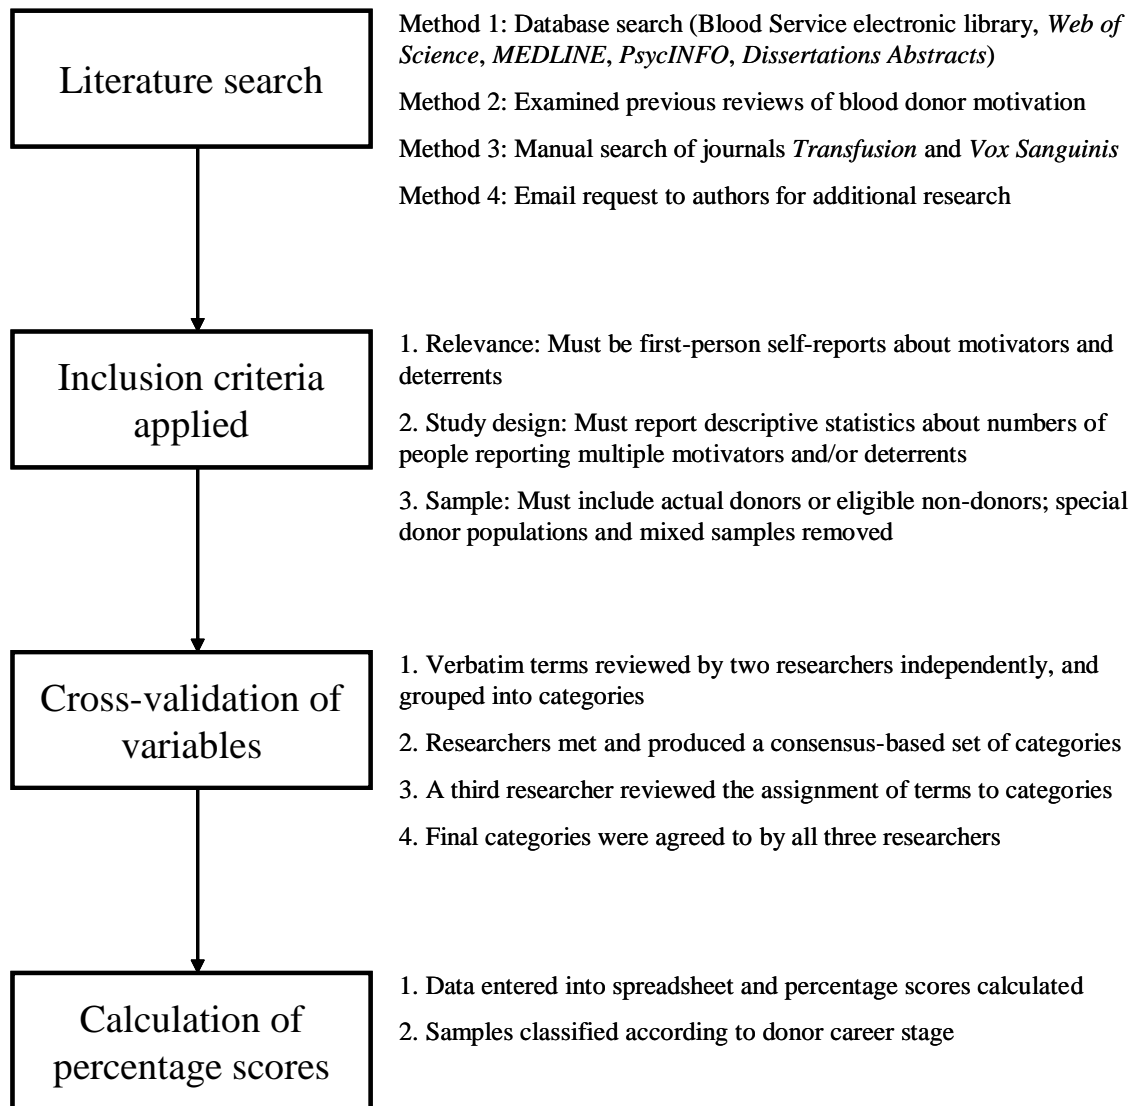 Literature search
Method 1: Database search (Blood Service electronic library, Web of
Science, MEDLINE, PsycINFO, Dissertations Abstracts)
Method 2: Examined previous reviews of blood donor motivation
Method 3: Manual search of journals Transfusion and Vox Sanguinis
Method 4: Email request to authors for additional research
Inclusion criteria
applied
1. Relevance: Must be first-person self-reports about motivators and
deterrents
2. Study design: Must report descriptive statistics about numbers of
people reporting multiple motivators and/or deterrents
3. Sample: Must include actual donors or eligible non-donors; special
donor populations and mixed samples removed
Cross-validation of
variables
1. Verbatim terms reviewed by two researchers independently, and
grouped into categories
2. Researchers met and produced a consensus-based set of categories
3. A third researcher reviewed the assignment of terms to categories
4. Final categories were agreed to by all three researchers
Calculation of
percentage scores
1. Data entered into spreadsheet and percentage scores calculated
2. Samples classified according to donor career stage